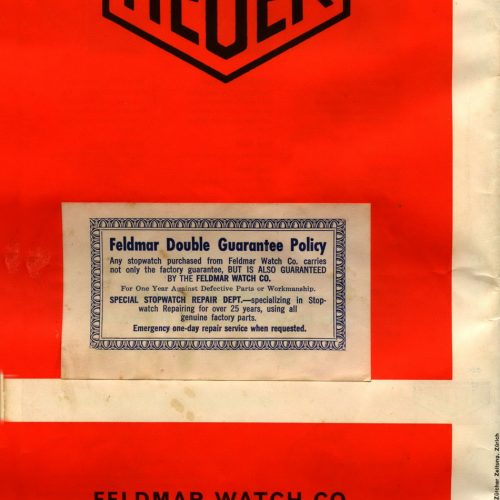 HEUER
Feldmar Double Guarantee Policy
Any stopwatch purchased from Feldmar Watch Co. carries
not only the factory guarantee, BUT IS ALSO GUARANTEED
BY THE FELDMAR WATCH CO.
For One Year Against Defective Parts or Workmanship.
SPECIAL STOPWATCH REPAIR DEPT.—specializing in Stop-
watch Repairing for over 25 years, using all
genuine factory parts.
Emergency one-day repair service when requested.
FELDMAR WATCH CO
Zeitung, Zürich